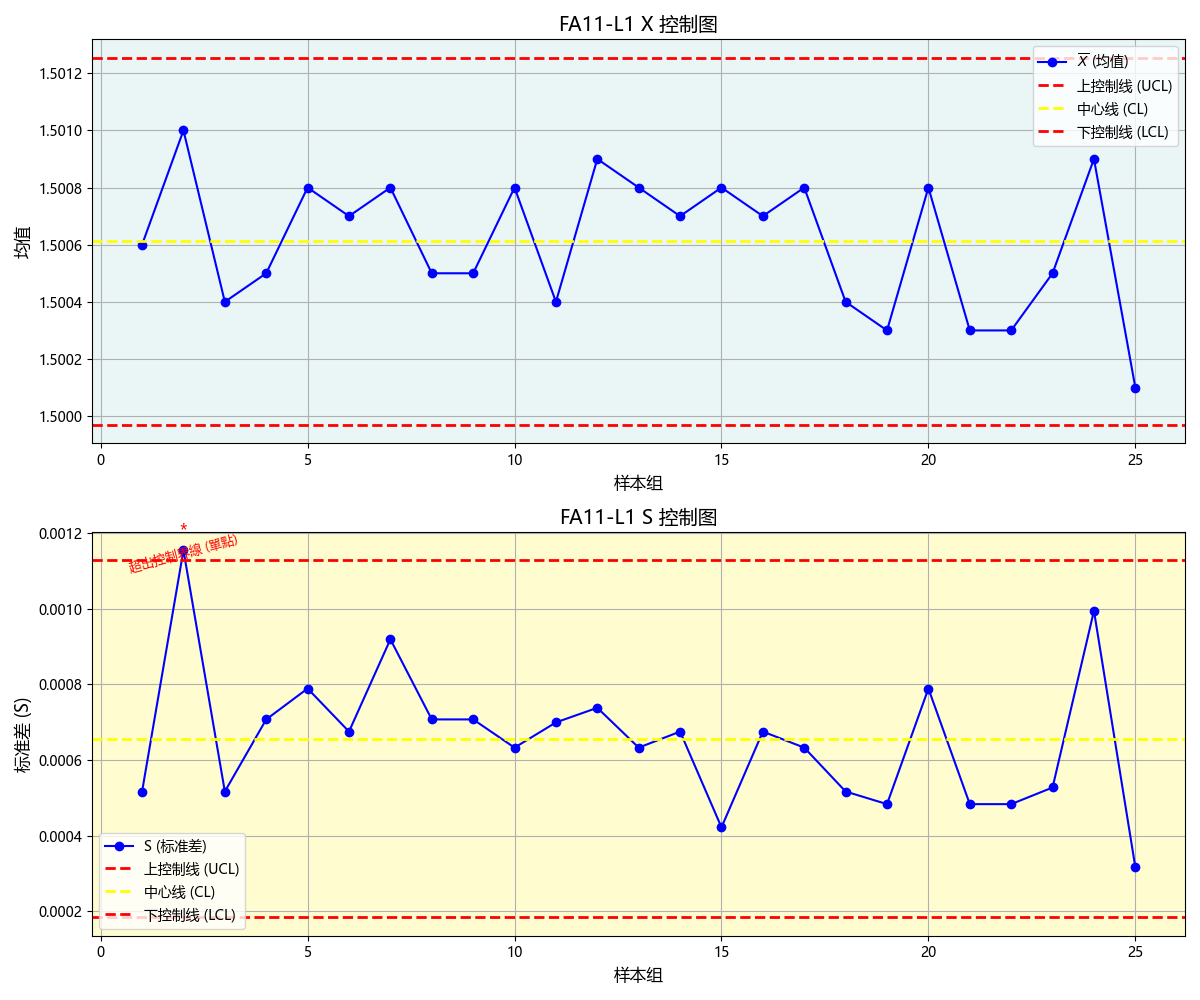 FA11-L1 X 控制图
X (均值)
上控制线 (UCL)
中心线 (CL)
下控制线 (LCL)
均值
1.5012
1.5010
1.5008
1.5006
1.5004
1.5002
1.5000
0 5 10 15 20 25
样本组
FA11-L1 S 控制图
*
超出控制界線 (單點)
标准差 (S)
0.0012
0.0010
0.0008
0.0006
0.0004
0.0002
S (标准差)
上控制线 (UCL)
中心线 (CL)
下控制线 (LCL)
0 5 10 15 20 25
样本组